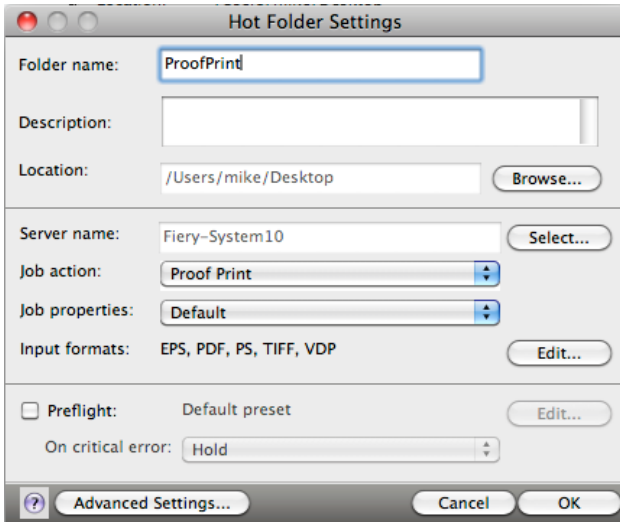 Hot Folder Settings
Folder name: ProofPrint
Description:
Location: /Users/mike/Desktop Browse...
Server name: Fiery-System10 Select...
Job action: Proof Print
Job properties: Default
Input formats: EPS, PDF, PS, TIFF, VDP Edit...
Preflight: Default preset Edit...
On critical error: Hold
? Advanced Settings... Cancel OK